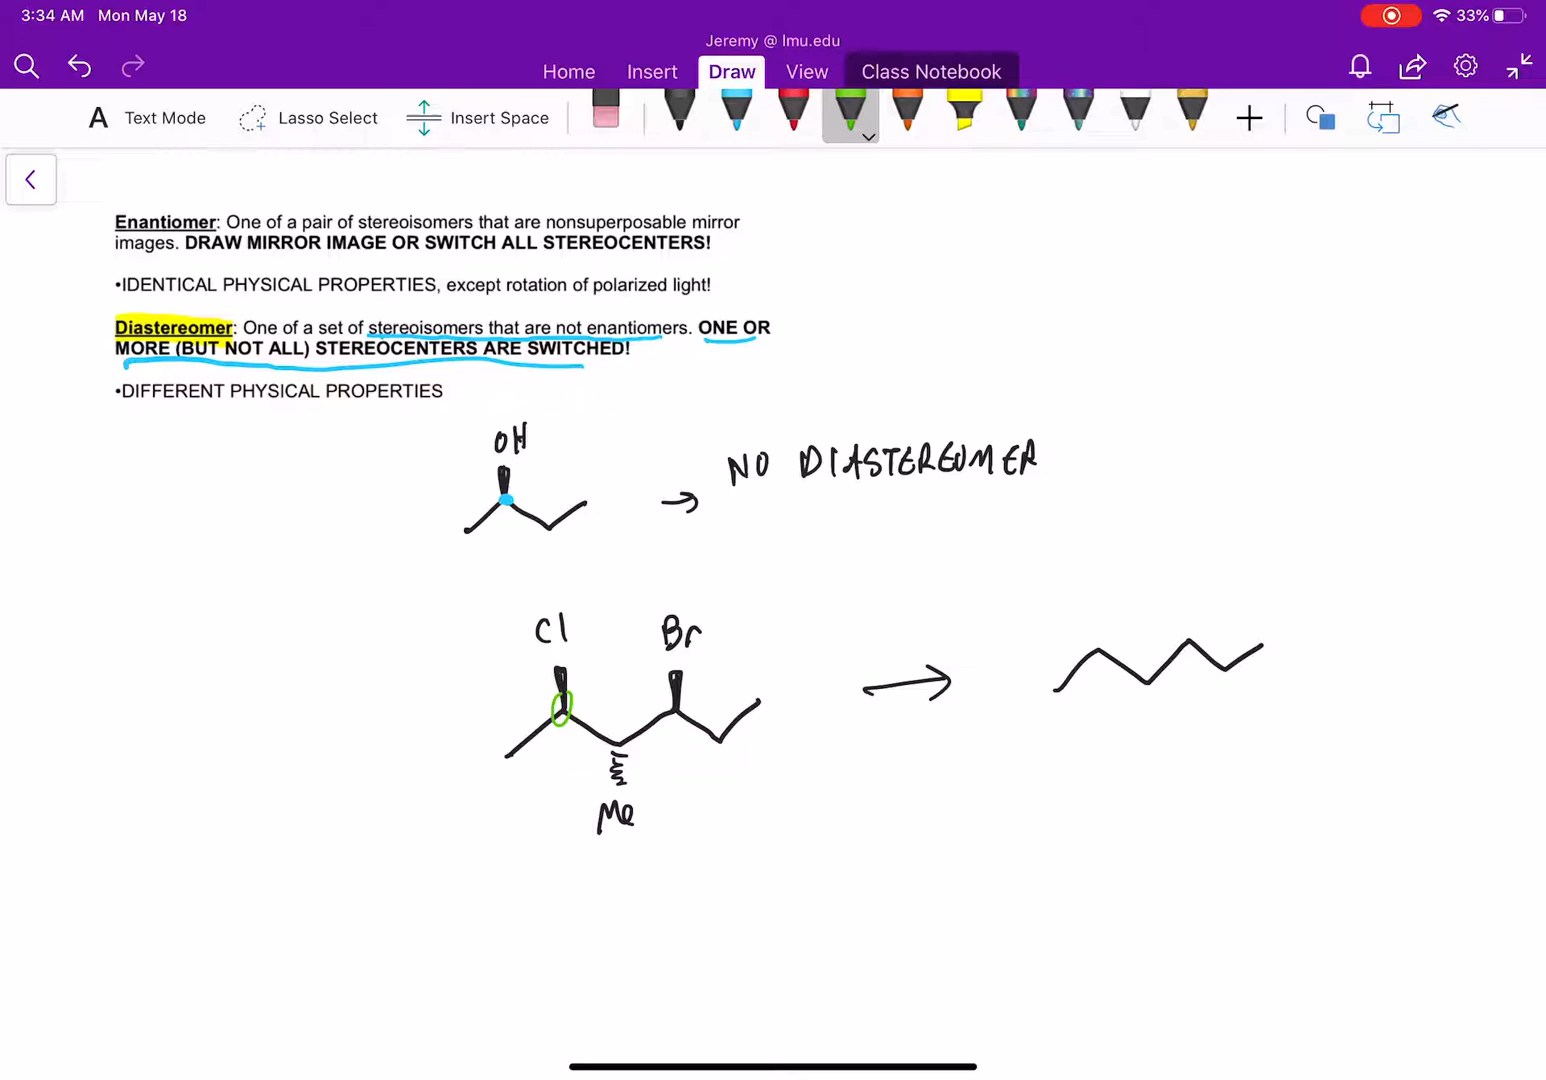 3:34 AM Mon May 18
33%
Jeremy @ lmu.edu
Home Insert Draw View Class Notebook
A Text Mode Lasso Select Insert Space
Enantiomer: One of a pair of stereoisomers that are nonsuperposable mirror
images. DRAW MIRROR IMAGE OR SWITCH ALL STEREOCENTERS!
•IDENTICAL PHYSICAL PROPERTIES, except rotation of polarized light!
Diastereomer: One of a set of stereoisomers that are not enantiomers. ONE OR
MORE (BUT NOT ALL) STEREOCENTERS ARE SWITCHED!
•DIFFERENT PHYSICAL PROPERTIES
OH
NO DIASTEREOMER
Cl Br
Me